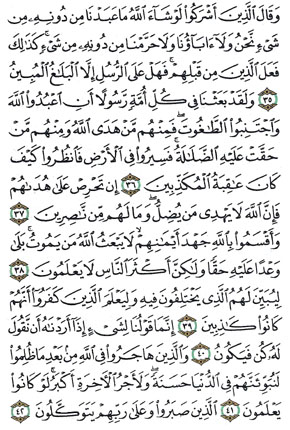 وَقَالَ ٱلَّذِينَ أَشْرَكُوا۟ لَوْ شَآءَ ٱللَّهُ مَا عَبَدْنَا مِن دُونِهِۦ مِن
شَىْءٍ نَّحْنُ وَلَآ ءَابَآؤُنَا وَلَا حَرَّمْنَا مِن دُونِهِۦ مِن شَىْءٍ كَذَٰلِكَ
فَعَلَ ٱلَّذِينَ مِن قَبْلِهِمْ فَهَلْ عَلَى ٱلرُّسُلِ إِلَّا ٱلْبَلَٰغُ ٱلْمُبِينُ
٣٥ وَلَقَدْ بَعَثْنَا فِى كُلِّ أُمَّةٍ رَّسُولًا أَنِ ٱعْبُدُوا۟ ٱللَّهَ
وَٱجْتَنِبُوا۟ ٱلطَّٰغُوتَ فَمِنْهُم مَّنْ هَدَى ٱللَّهُ وَمِنْهُم مَّنْ
حَقَّتْ عَلَيْهِ ٱلضَّلَٰلَةُ فَسِيرُوا۟ فِى ٱلْأَرْضِ فَٱنظُرُوا۟ كَيْفَ
كَانَ عَٰقِبَةُ ٱلْمُكَذِّبِينَ ٣٦ إِن تَحْرِصْ عَلَىٰ هُدَىٰهُمْ
فَإِنَّ ٱللَّهَ لَا يَهْدِى مَن يُضِلُّ وَمَا لَهُم مِّن نَّٰصِرِينَ
٣٧ وَأَقْسَمُوا۟ بِٱللَّهِ جَهْدَ أَيْمَٰنِهِمْ لَا يَبْعَثُ ٱللَّهُ مَن يَمُوتُ بَلَىٰ
وَعْدًا عَلَيْهِ حَقًّا وَلَٰكِنَّ أَكْثَرَ ٱلنَّاسِ لَا يَعْلَمُونَ ٣٨
لِيُبَيِّنَ لَهُمُ ٱلَّذِى يَخْتَلِفُونَ فِيهِ وَلِيَعْلَمَ ٱلَّذِينَ كَفَرُوٓا۟ أَنَّهُمْ
كَانُوا۟ كَٰذِبِينَ ٣٩ إِنَّمَا قَوْلُنَا لِشَىْءٍ إِذَآ أَرَدْنَٰهُ أَن نَّقُولَ
لَهُۥ كُن فَيَكُونُ ٤٠ وَٱلَّذِينَ هَاجَرُوا۟ فِى ٱللَّهِ مِنۢ بَعْدِ مَا ظُلِمُوا۟
لَنُبَوِّئَنَّهُمْ فِى ٱلدُّنْيَا حَسَنَةً وَلَأَجْرُ ٱلْءَاخِرَةِ أَكْبَرُ لَوْ كَانُوا۟
يَعْلَمُونَ ٤١ ٱلَّذِينَ صَبَرُوا۟ وَعَلَىٰ رَبِّهِمْ يَتَوَكَّلُونَ ٤٢